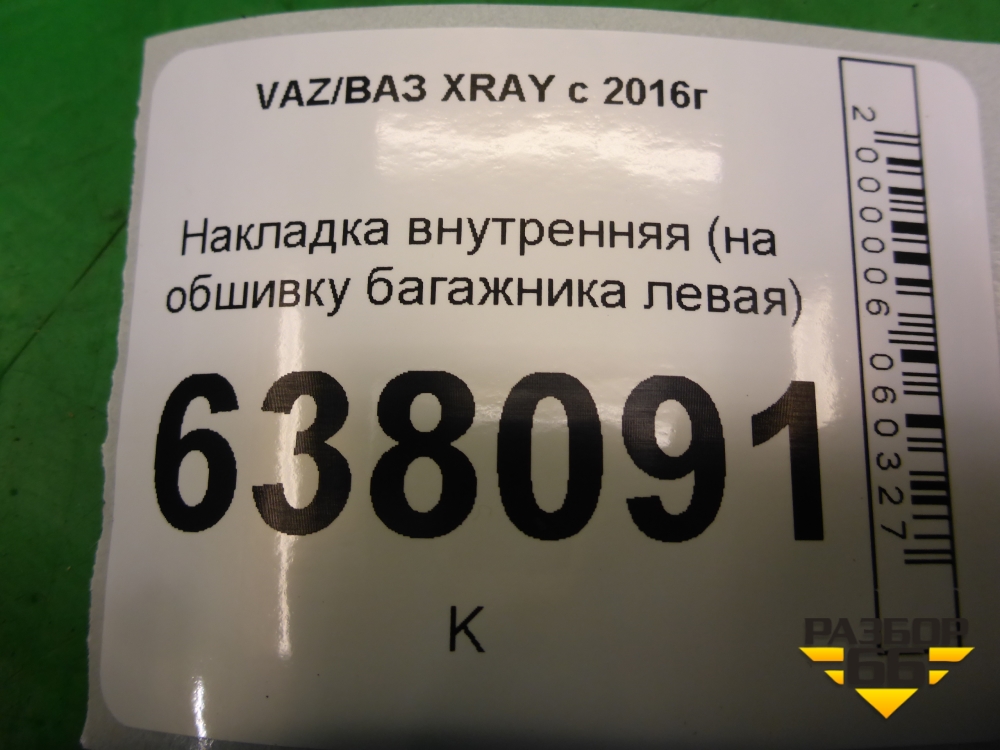 VAZ/ВАЗ XRAY с 2016г
Накладка внутренняя (на
обшивку багажника левая)
638091
К
2000006060327
РАЗБОР
66